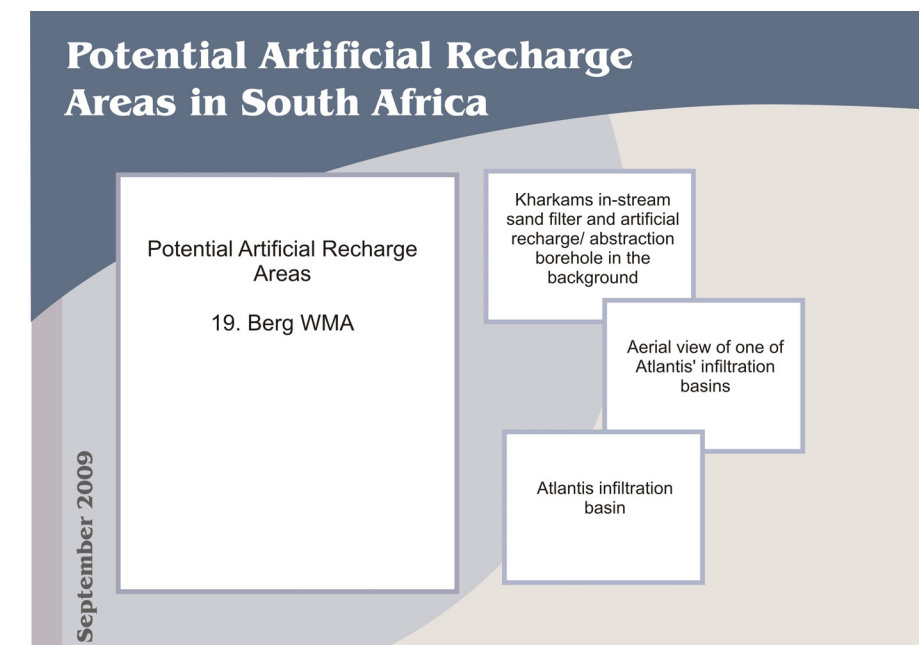 Potential Artificial Recharge
Areas in South Africa
Potential Artificial Recharge
Areas
19. Berg WMA
Kharkams in-stream
sand filter and artificial
recharge/ abstraction
borehole in the
background
Aerial view of one of
Atlantis' infiltration
basins
Atlantis infiltration
basin
September 2009